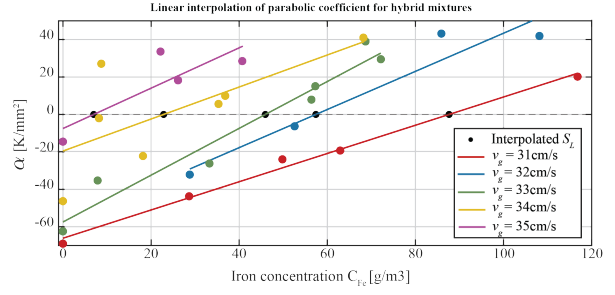 Linear interpolation of parabolic coefficient for hybrid mixtures
40
20
0
-20
-40
-60
α [K/mm²]
Interpolated S_L
v_g = 31cm/s
v_g = 32cm/s
v_g = 33cm/s
v_g = 34cm/s
v_g = 35cm/s
0 20 40 60 80 100 120
Iron concentration C_Fe [g/m3]